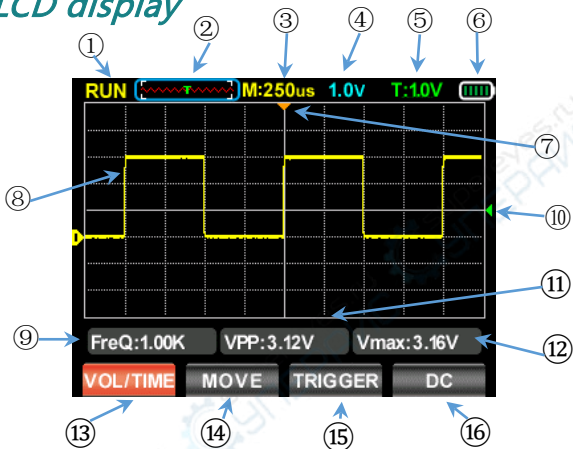 LCD display
① ② ③ ④ ⑤ ⑥
RUN T M:250us 1.0V T:1.0V
⑦
⑧
⑩
⑪
⑨ FreQ:1.00K VPP:3.12V Vmax:3.16V ⑫
VOL/TIME MOVE TRIGGER DC
⑬ ⑭ ⑮ ⑯